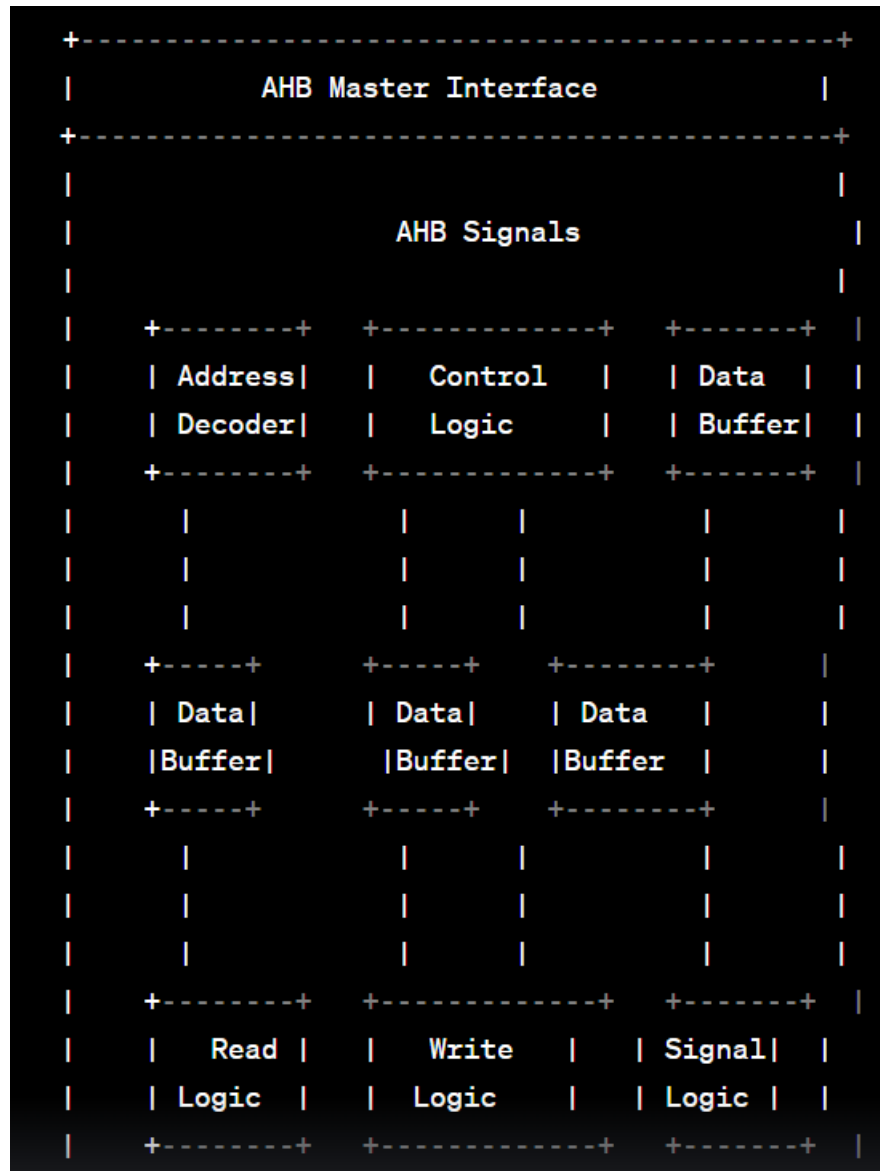 +---------------------------------------------+
|           AHB Master Interface             |
+---------------------------------------------+
|                                             |
|                   AHB Signals                |
|                                             |
|    +--------+   +-------------+   +-------+  |
|    | Address|   |   Control   |   | Data  |  |
|    | Decoder|   |   Logic     |   | Buffer|  |
|    +--------+   +-------------+   +-------+  |
|      |            |      |          |       |
|      |            |      |          |       |
|      |            |      |          |       |
|    +-----+      +-----+    +--------+      |
|    | Data|      | Data|    | Data   |      |
|    |Buffer|      |Buffer|  |Buffer  |      |
|    +-----+      +-----+    +--------+      |
|      |            |      |          |       |
|      |            |      |          |       |
|      |            |      |          |       |
|    +--------+   +-------------+   +-------+  |
|    |   Read |   |   Write   |   | Signal|  |
|    | Logic  |   |  Logic    |   | Logic |  |
|    +--------+   +-------------+   +-------+  |